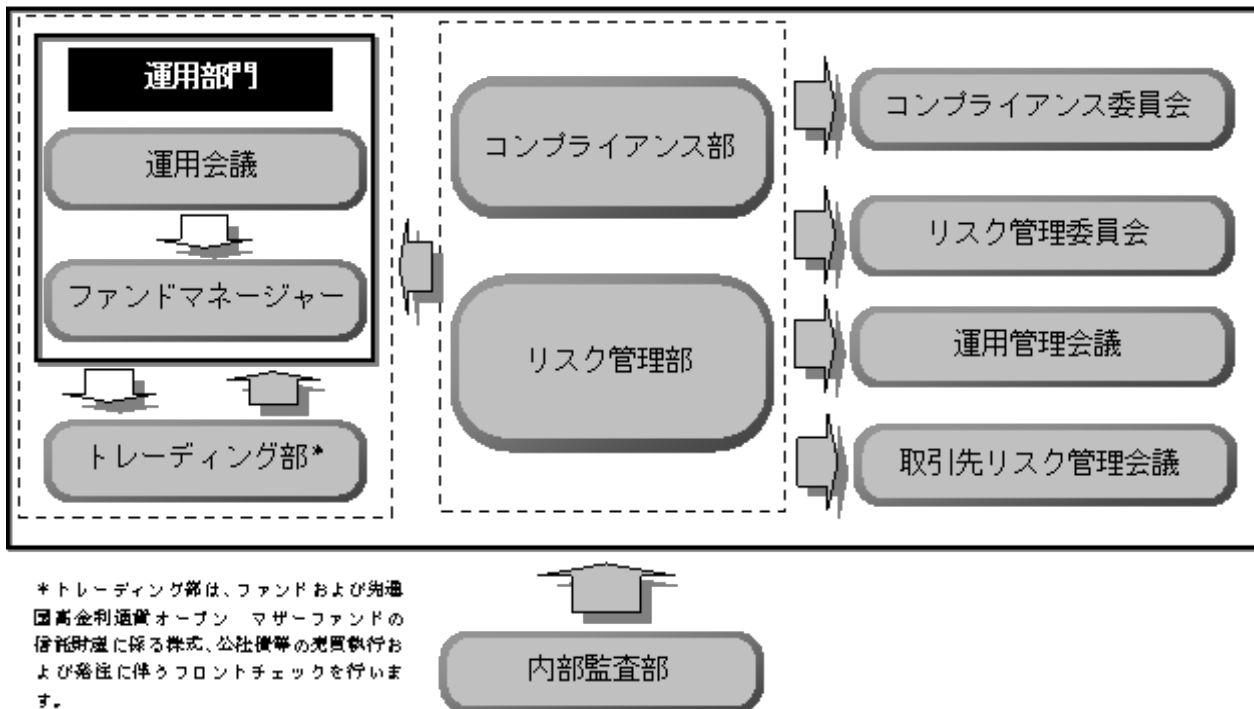 運用部門
運用会議
ファンドマネージャー
トレーディング部*
コンプライアンス部
リスク管理部
コンプライアンス委員会
リスク管理委員会
運用管理会議
取引先リスク管理会議
*トレーディング部は、ファンドおよび先進
国高金利通貨オープン マザーファンドの
信託財産に係る株式、公社債等の売買執行お
よび発注に伴うフロントチェックを行いま
す。
内部監査部